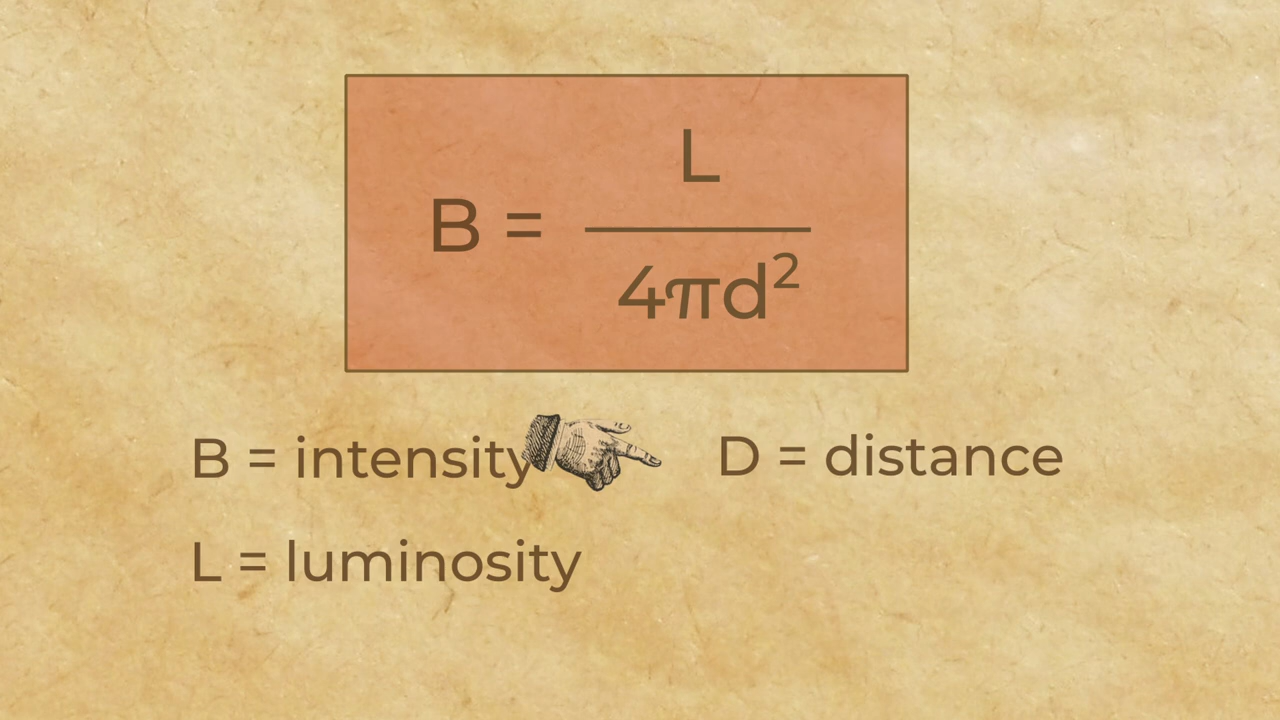 B = L / 4πd²
B = intensity
D = distance
L = luminosity